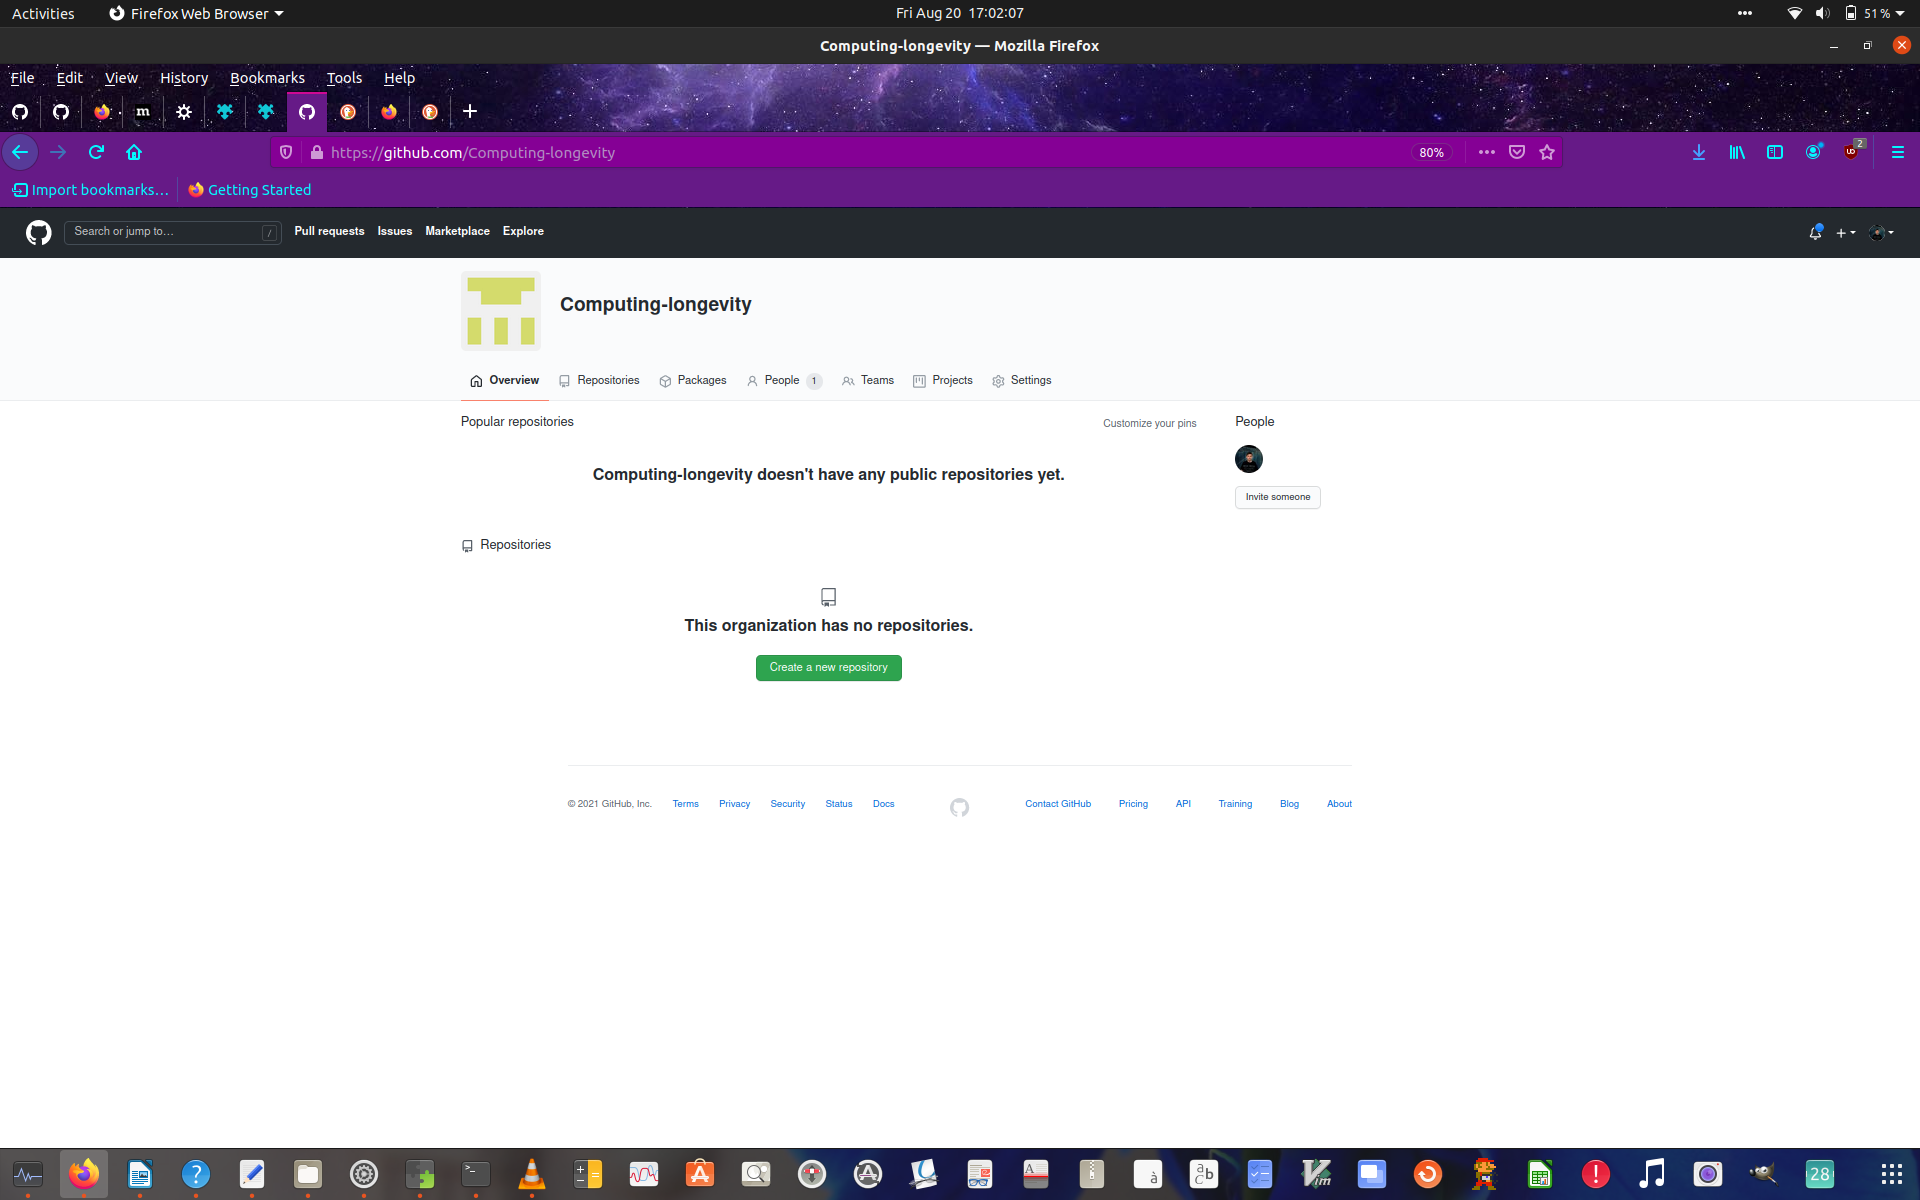 Activities Firefox Web Browser Fri Aug 20 17:02:07 51 %
Computing-longevity — Mozilla Firefox
File Edit View History Bookmarks Tools Help
m
https://github.com/Computing-longevity 80% 2
Import bookmarks… Getting Started
Search or jump to… / Pull requests Issues Marketplace Explore
Computing-longevity
Overview Repositories Packages People 1 Teams Projects Settings
Popular repositories Customize your pins People
Computing-longevity doesn't have any public repositories yet.
Invite someone
Repositories
This organization has no repositories.
Create a new repository
© 2021 GitHub, Inc. Terms Privacy Security Status Docs Contact GitHub Pricing API Training Blog About
28